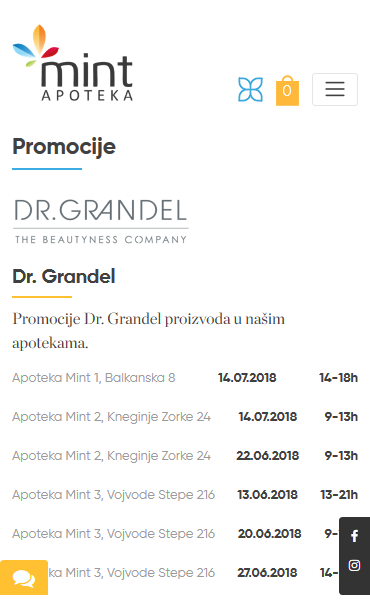 mint
APOTEKA
0
Promocije
DR.GRANDEL
THE BEAUTYNESS COMPANY
Dr. Grandel
Promocije Dr. Grandel proizvoda u našim
apotekama.
Apoteka Mint 1, Balkanska 8 14.07.2018 14-18h
Apoteka Mint 2, Kneginje Zorke 24 14.07.2018 9-13h
Apoteka Mint 2, Kneginje Zorke 24 22.06.2018 9-13h
Apoteka Mint 3, Vojvode Stepe 216 13.06.2018 13-21h
Apoteka Mint 3, Vojvode Stepe 216 20.06.2018 9-
Mint 3, Vojvode Stepe 216 27.06.2018 14-